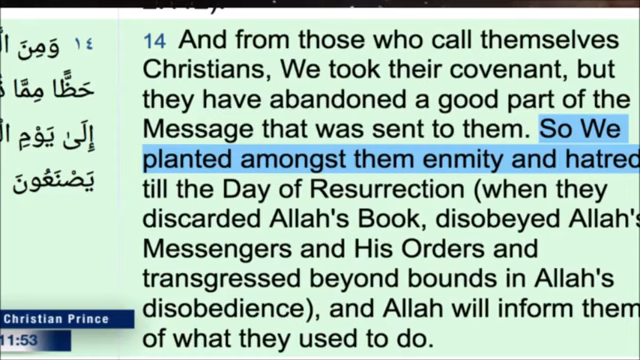 ١٤ وَمِنَ
حَظًّا مِمَّا
إِلَىٰ يَوْمِ
يَصْنَعُونَ
14 And from those who call themselves
Christians, We took their covenant, but
they have abandoned a good part of the
Message that was sent to them. So We
planted amongst them enmity and hatred
till the Day of Resurrection (when they
discarded Allah's Book, disobeyed Allah's
Messengers and His Orders and
transgressed beyond bounds in Allah's
disobedience), and Allah will inform them
of what they used to do.
Christian Prince
11:53